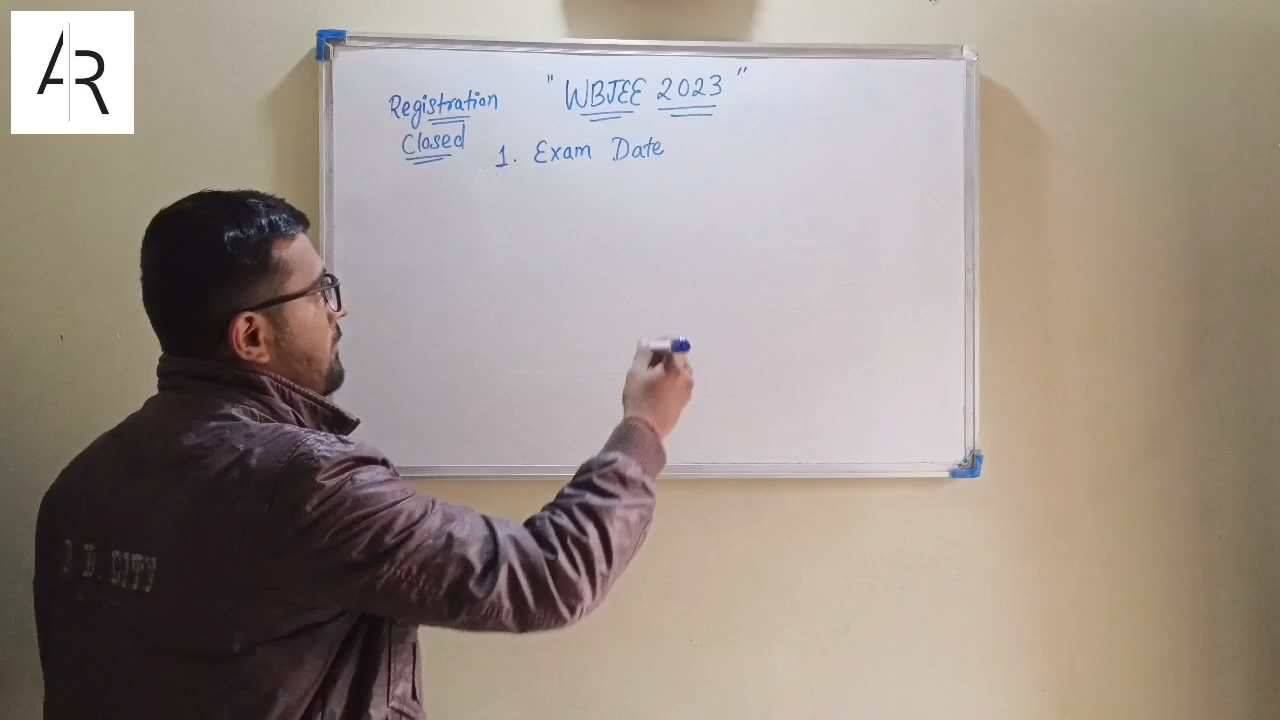 AR
" WBJEE 2023 "
Registration
Closed
1. Exam Date